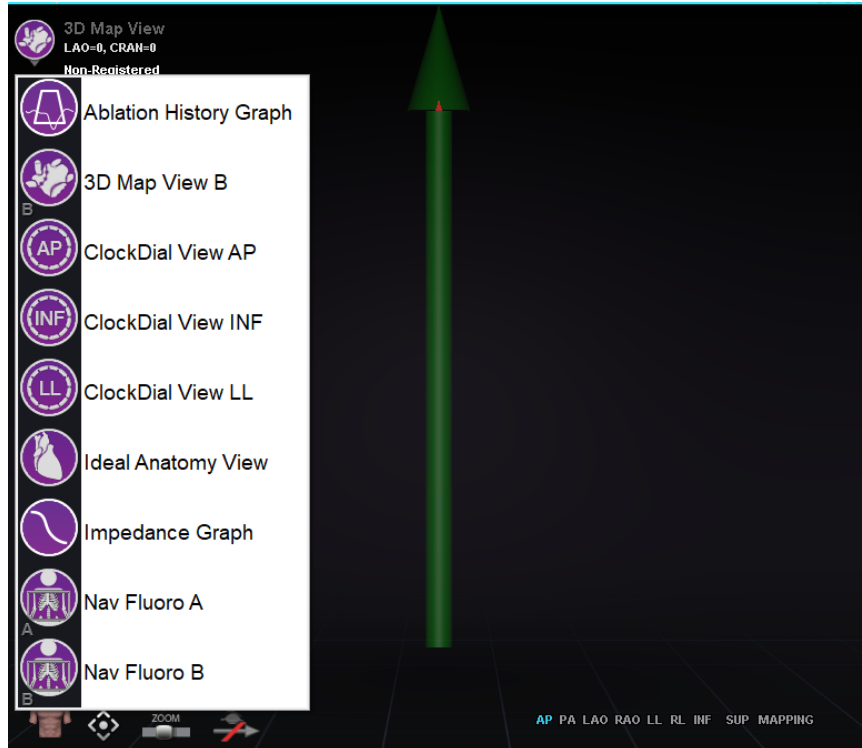 3D Map View
LAO=0, CRAN=0
Non-Registered
Ablation History Graph
3D Map View B
B
AP
ClockDial View AP
INF
ClockDial View INF
LL
ClockDial View LL
Ideal Anatomy View
Impedance Graph
Nav Fluoro A
A
Nav Fluoro B
B
ZOOM
AP PA LAO RAO LL RL INF SUP MAPPING